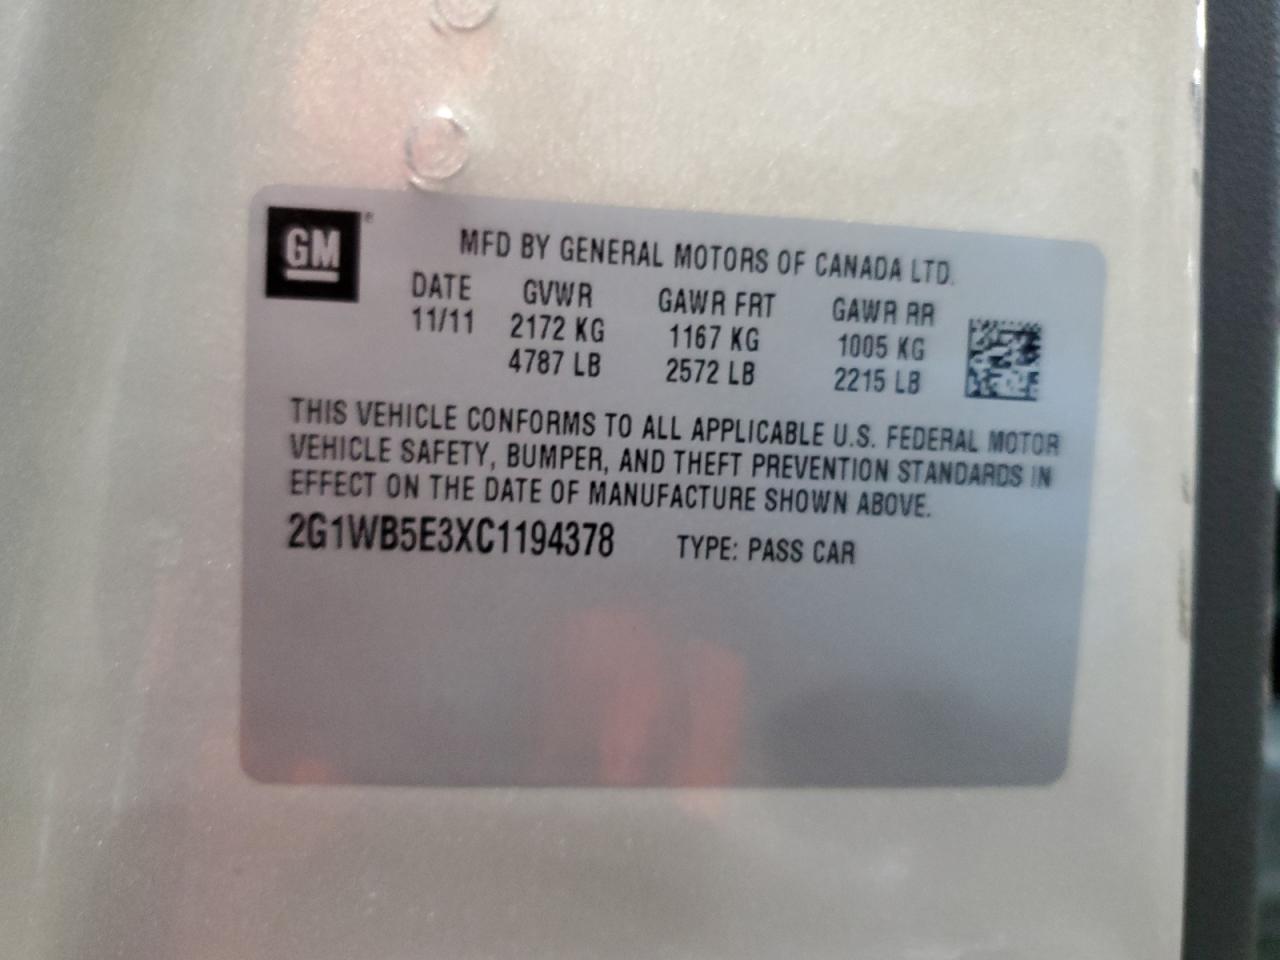 GM®
MFD BY GENERAL MOTORS OF CANADA LTD.
DATE GVWR GAWR FRT GAWR RR
11/11 2172 KG 1167 KG 1005 KG
4787 LB 2572 LB 2215 LB
THIS VEHICLE CONFORMS TO ALL APPLICABLE U.S. FEDERAL MOTOR
VEHICLE SAFETY, BUMPER, AND THEFT PREVENTION STANDARDS IN
EFFECT ON THE DATE OF MANUFACTURE SHOWN ABOVE.
2G1WB5E3XC1194378 TYPE: PASS CAR